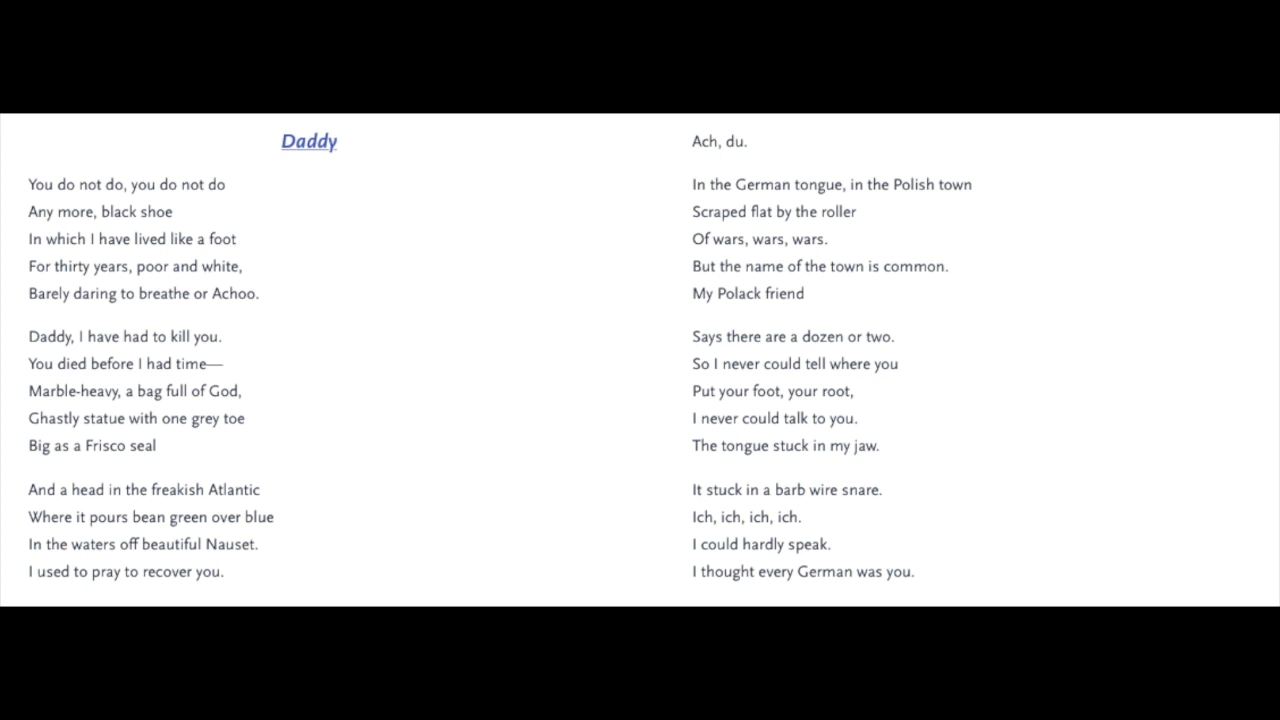 Daddy
You do not do, you do not do
Any more, black shoe
In which I have lived like a foot
For thirty years, poor and white,
Barely daring to breathe or Achoo.
Daddy, I have had to kill you.
You died before I had time—
Marble-heavy, a bag full of God,
Ghastly statue with one grey toe
Big as a Frisco seal
And a head in the freakish Atlantic
Where it pours bean green over blue
In the waters off beautiful Nauset.
I used to pray to recover you.
Ach, du.
In the German tongue, in the Polish town
Scraped flat by the roller
Of wars, wars, wars.
But the name of the town is common.
My Polack friend
Says there are a dozen or two.
So I never could tell where you
Put your foot, your root,
I never could talk to you.
The tongue stuck in my jaw.
It stuck in a barb wire snare.
Ich, ich, ich, ich.
I could hardly speak.
I thought every German was you.